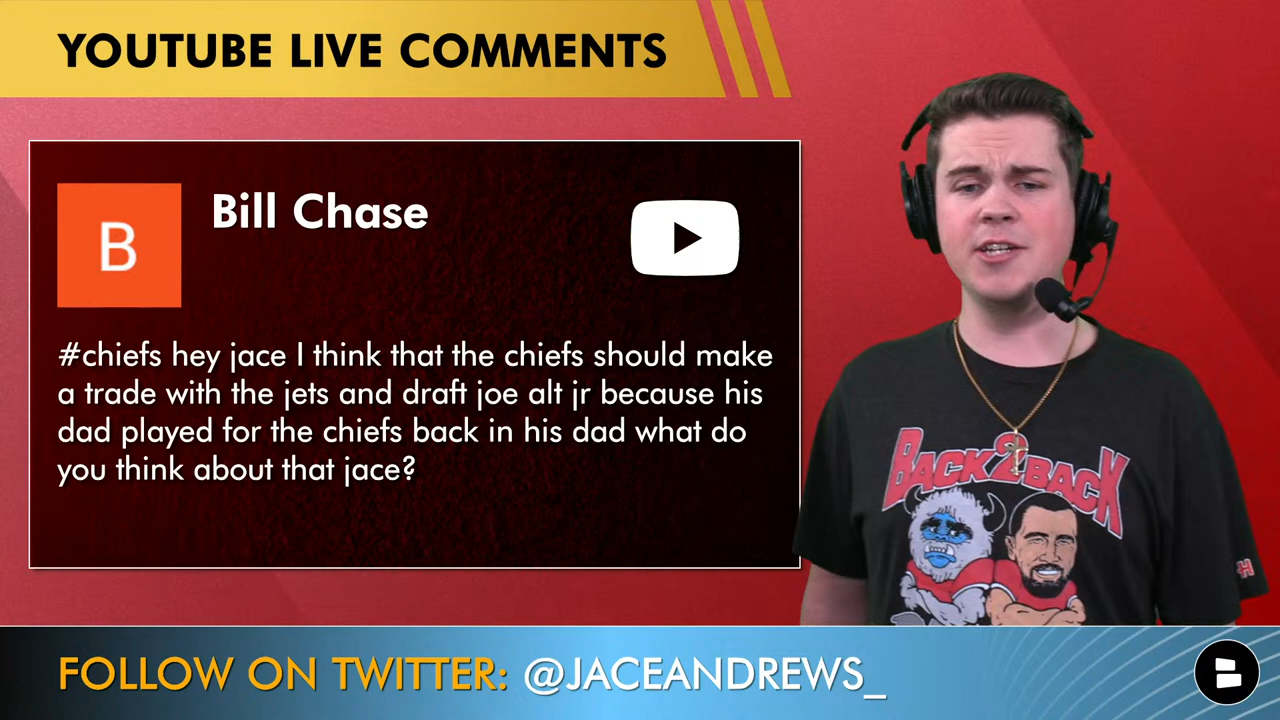 YOUTUBE LIVE COMMENTS
B
Bill Chase
#chiefs hey jace I think that the chiefs should make
a trade with the jets and draft joe alt jr because his
dad played for the chiefs back in his dad what do
you think about that jace?
BACK2BACK
H
FOLLOW ON TWITTER: @JACEANDREWS_